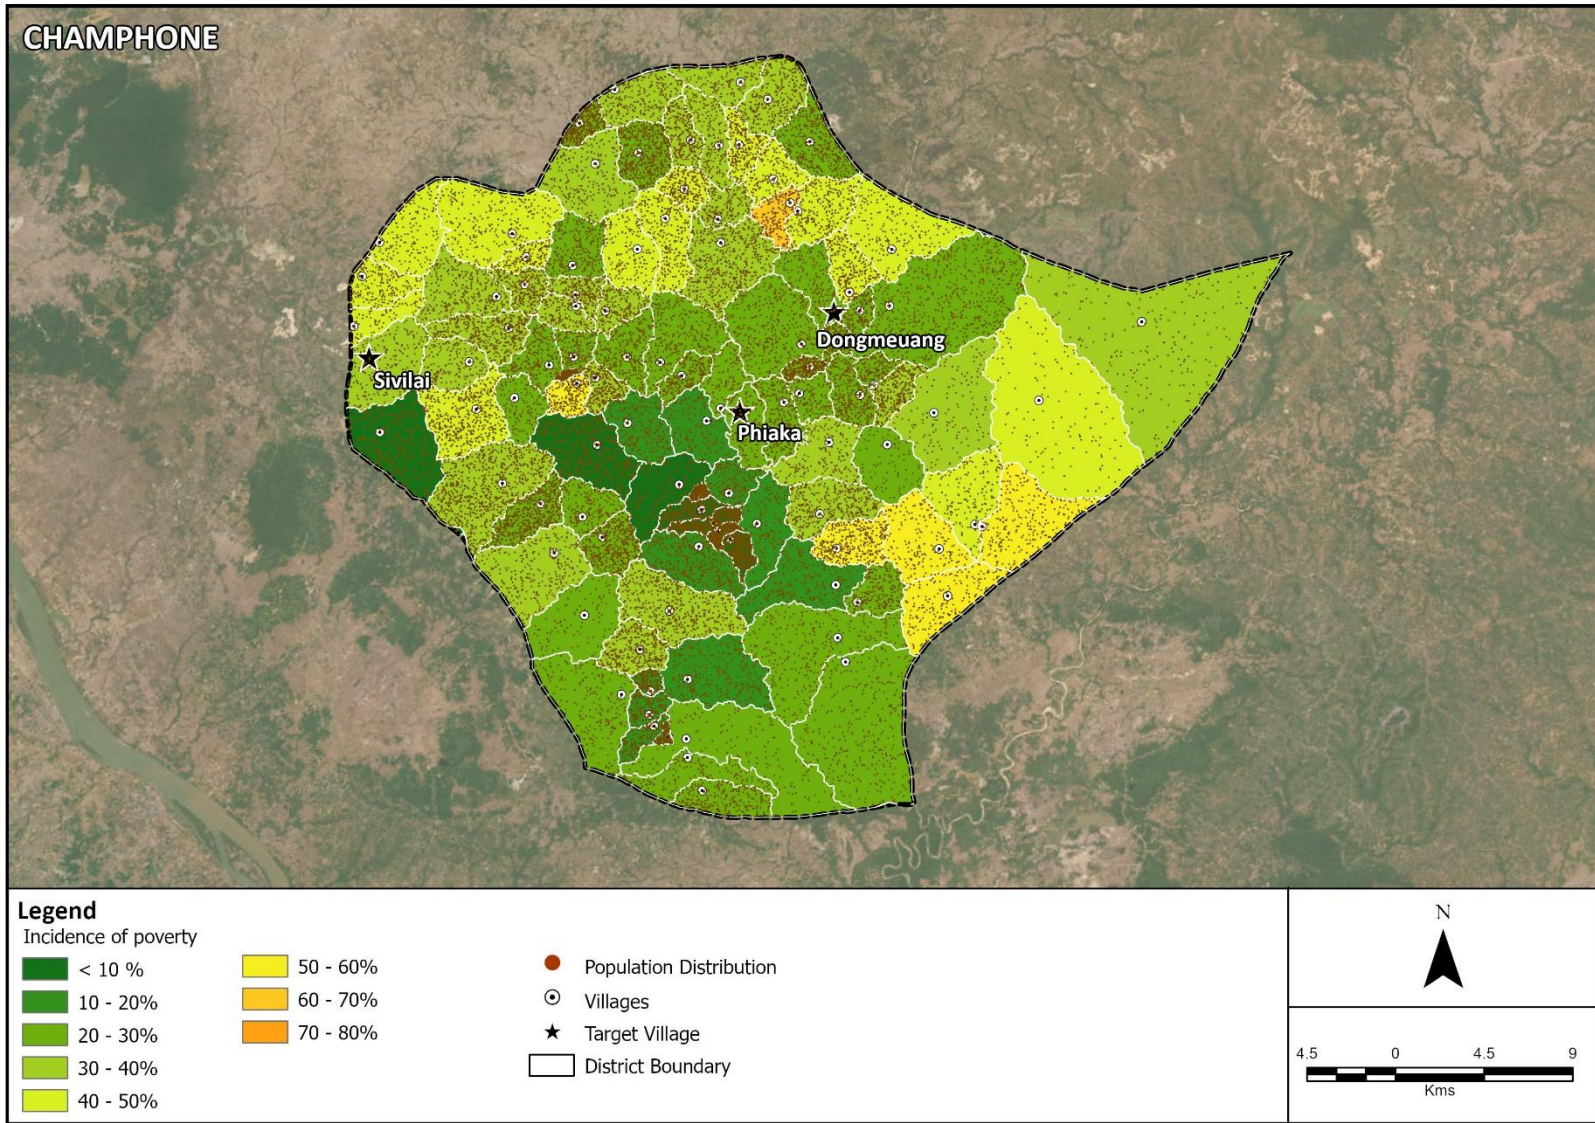 CHAMPHONE
Dongmeuang
Sivilai
Phiaka
Legend
Incidence of poverty
< 10 %
10 - 20%
20 - 30%
30 - 40%
40 - 50%
50 - 60%
60 - 70%
70 - 80%
Population Distribution
Villages
Target Village
District Boundary
N
4.5 0 4.5 9
Kms